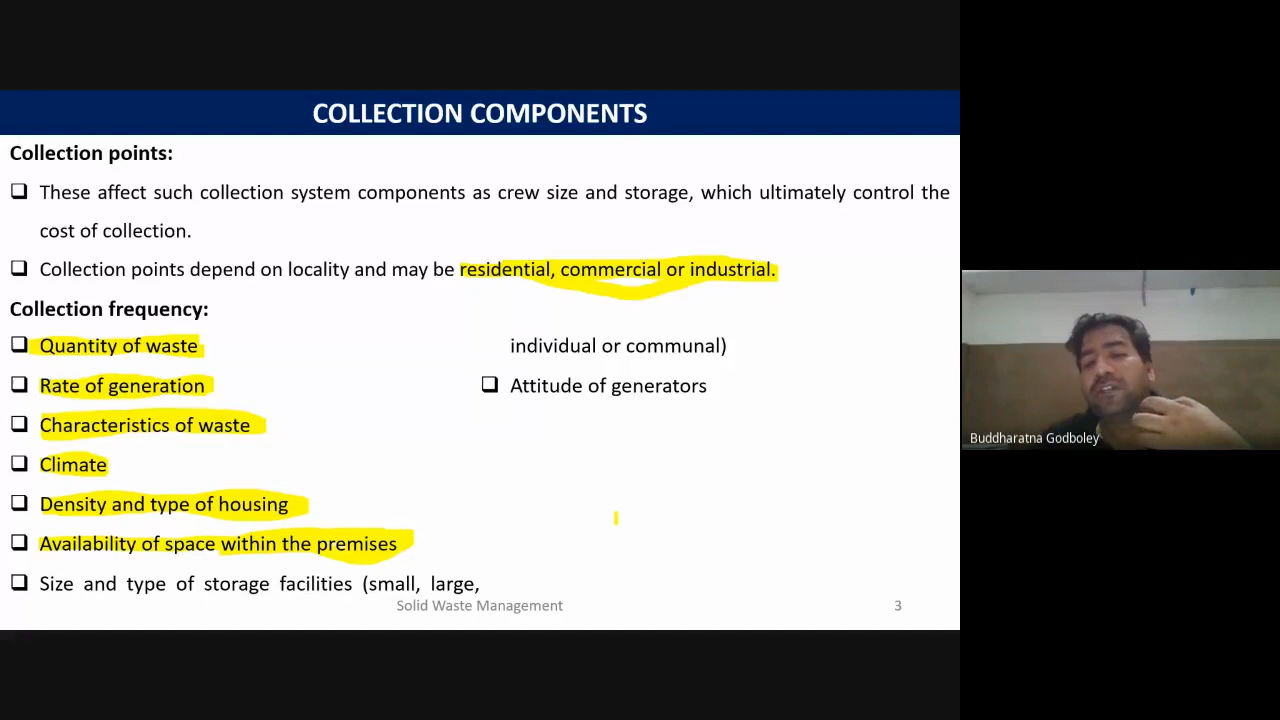 COLLECTION COMPONENTS
Collection points:
These affect such collection system components as crew size and storage, which ultimately control the
cost of collection.
Collection points depend on locality and may be residential, commercial or industrial.
Collection frequency:
Quantity of waste
Rate of generation
Characteristics of waste
Climate
Density and type of housing
Availability of space within the premises
Size and type of storage facilities (small, large,
individual or communal)
Attitude of generators
Solid Waste Management
3
Buddharatna Godboley